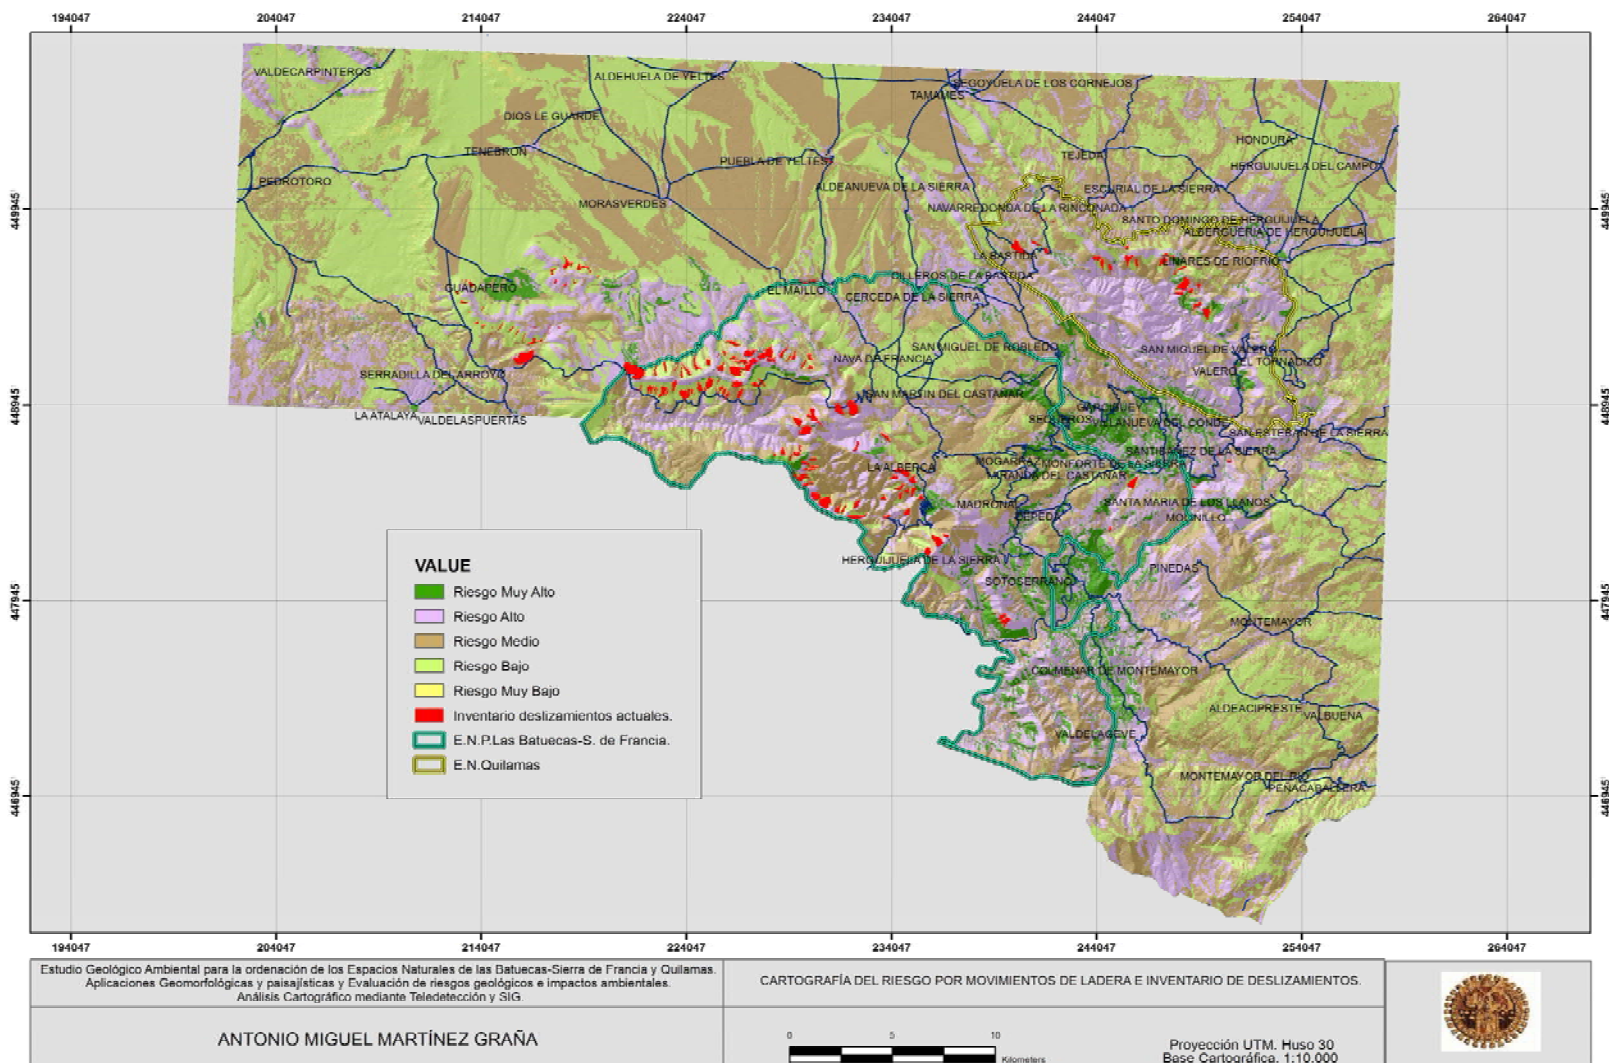 194047
204047
214047
224047
234047
244047
254047
264047
VALDECARPINTEROS
ALDEHUELA DE YELTES
SEGOYUELA DE LOS CORNEJOS
TAMAMES
DIOS LE GUARDE
HONDURA
TENEBRON
PUEBLA DE YELTES
TEJEDA
HERGUIJUELA DEL CAMPO
PEDROTORO
ALDEANUEVA DE LA SIERRA
ESCURIAL DE LA SIERRA
MORASVERDES
NAVARREDONDA DE LA RINCONADA
SANTO DOMINGO DE HERGUIJUELA
ALBERGUERIA DE HERGUIJUELA
LA BASTIDA
LINARES DE RIOFRIO
CILLEROS DE LA BASTIDA
GUADAPERO
EL MAILLO
CERCEDA DE LA SIERRA
SAN MIGUEL DE ROBLEDO
SAN MIGUEL DE VALERO
NAVA DE FRANCIA
EL TORNADIZO
VALERO
SERRADILLA DEL ARROYO
SAN MARTIN DEL CASTAÑAR
GARCIBUEY
LA ATALAYA
VALDELASPUERTAS
SEQUEROS
VILLANUEVA DEL CONDE
SAN ESTEBAN DE LA SIERRA
SANTIBAÑEZ DE LA SIERRA
LA ALBERCA
MOGARRAZ
MONFORTE DE LA SIERRA
MIRANDA DEL CASTAÑAR
MADROÑAL
SANTA MARIA DE LOS LLANOS
CEPEDA
MOLINILLO
HERGUIJUELA DE LA SIERRA
PINEDAS
SOTOSERRANO
MONTEMAYOR
COLMENAR DE MONTEMAYOR
ALDEACIPRESTE
VALBUENA
VALDELAGEVE
MONTEMAYOR DEL RIO
PEÑACABALLERA
VALUE
Riesgo Muy Alto
Riesgo Alto
Riesgo Medio
Riesgo Bajo
Riesgo Muy Bajo
Inventario deslizamientos actuales.
E.N.P.Las Batuecas-S. de Francia.
E.N.Quilamas
194047
204047
214047
224047
234047
244047
254047
264047
Estudio Geológico Ambiental para la ordenación de los Espacios Naturales de las Batuecas-Sierra de Francia y Quilamas.
Aplicaciones Geomorfológicas y paisajísticas y Evaluación de riesgos geológicos e impactos ambientales.
Análisis Cartográfico mediante Teledetección y SIG.
ANTONIO MIGUEL MARTÍNEZ GRAÑA
CARTOGRAFÍA DEL RIESGO POR MOVIMIENTOS DE LADERA E INVENTARIO DE DESLIZAMIENTOS.
0
5
10
Kilometers
Proyección UTM. Huso 30
Base Cartográfica. 1:10.000